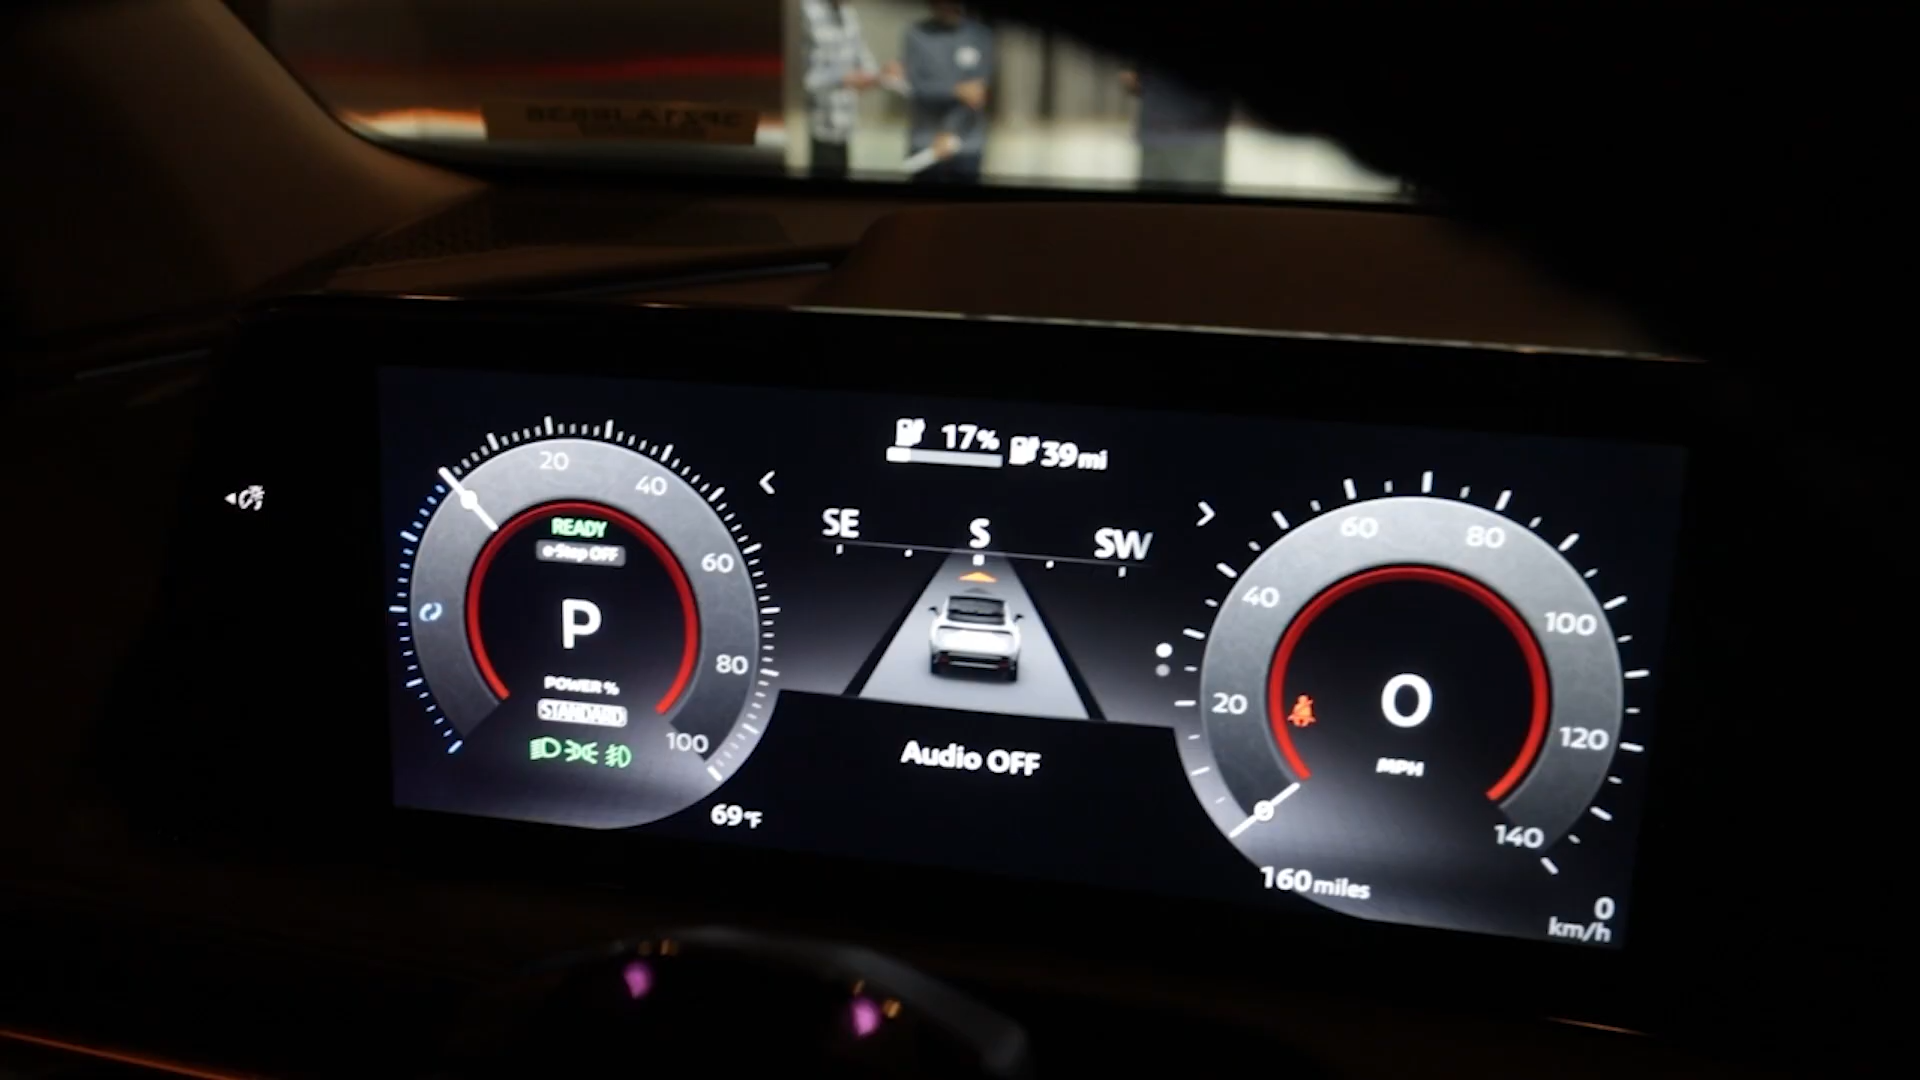 17% 39mi
SE S SW
20 40 60 80 100
READY
e-Step OFF
P
POWER %
STANDARD
69°F
Audio OFF
20 40 60 80 100 120 140
0
MPH
0
160 miles
0
km/h